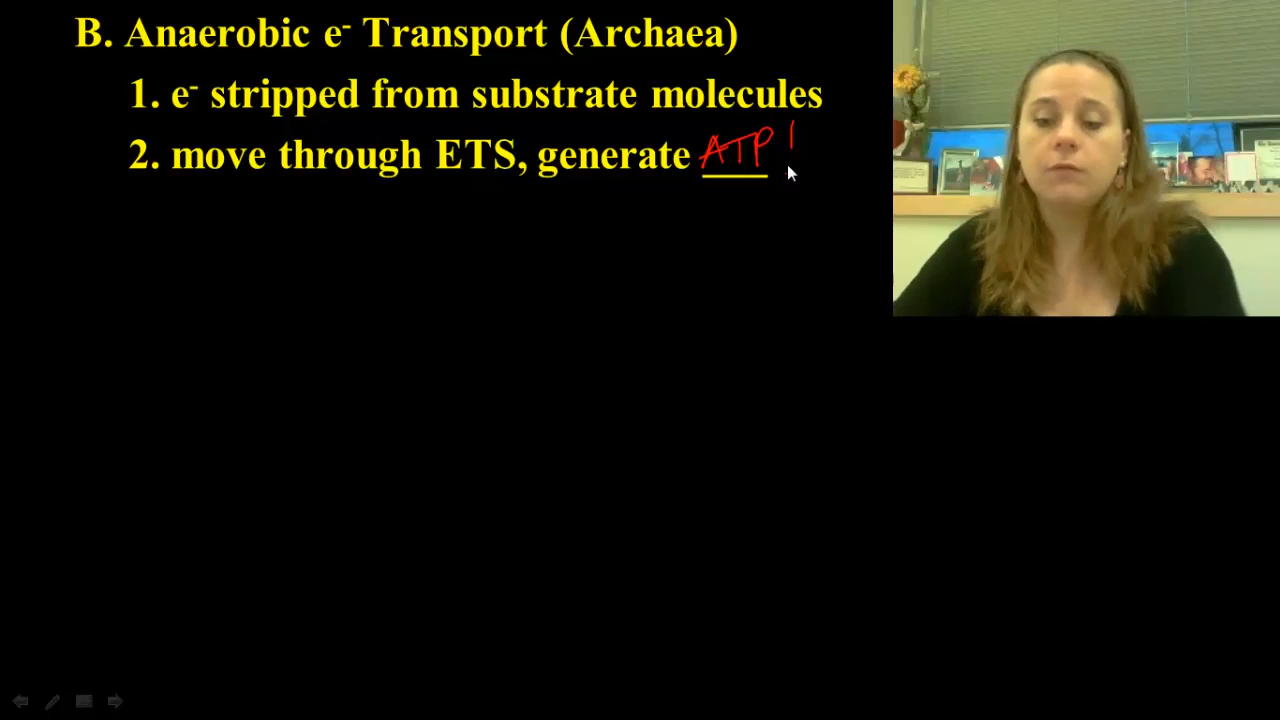 B. Anaerobic e⁻ Transport (Archaea)
1. e⁻ stripped from substrate molecules
2. move through ETS, generate ATP !